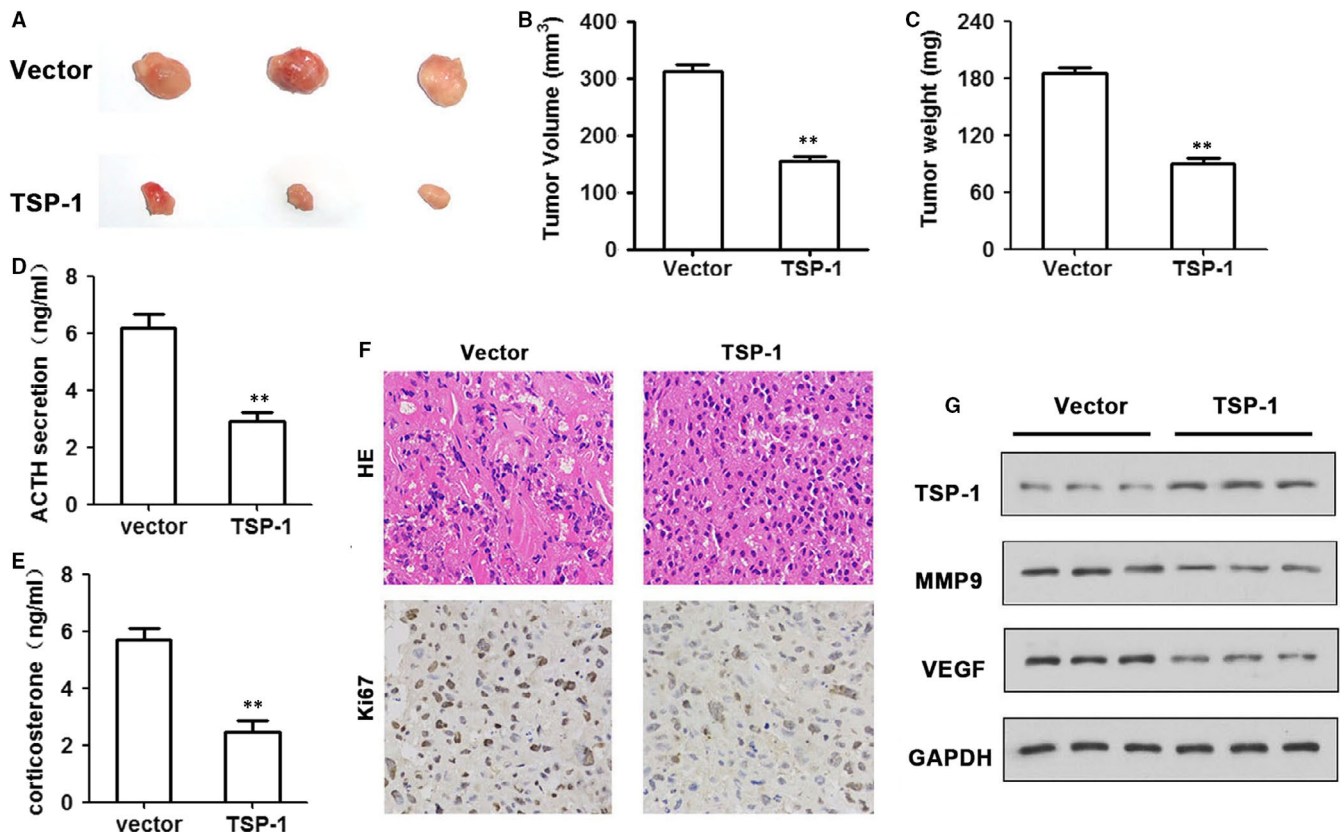 A
Vector
TSP-1
B
Tumor Volume (mm³)
400
300
200
100
0
**
Vector TSP-1
C
Tumor weight (mg)
240
180
120
60
0
**
Vector TSP-1
D
ACTH secretion（ng/ml）
8
6
4
2
0
**
vector TSP-1
E
corticosterone（ng/ml）
8
6
4
2
0
**
vector TSP-1
F
Vector TSP-1
HE
Ki67
G
Vector TSP-1
TSP-1
MMP9
VEGF
GAPDH